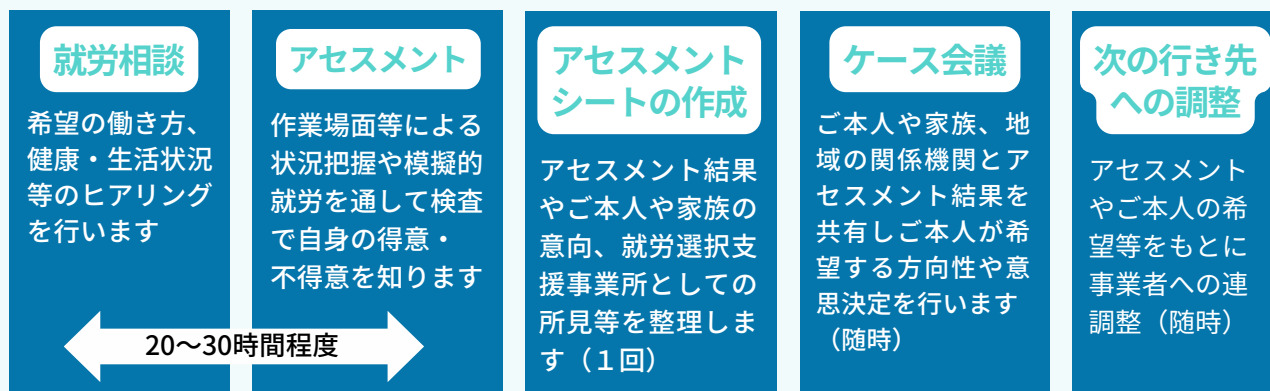 就労相談
希望の働き方、
健康・生活状況
等のヒアリング
を行います
アセスメント
作業場面等による
状況把握や模擬的
就労を通して検査
で自身の得意・
不得意を知ります
20〜30時間程度
アセスメント
シートの作成
アセスメント結果
やご本人や家族の
意向、就労選択支
援事業所としての
所見等を整理しま
す（１回）
ケース会議
ご本人や家族、地
域の関係機関とア
セスメント結果を
共有しご本人が希
望する方向性や意
思決定を行います
（随時）
次の行き先
への調整
アセスメント
やご本人の希
望等をもとに
事業者への連
調整（随時）